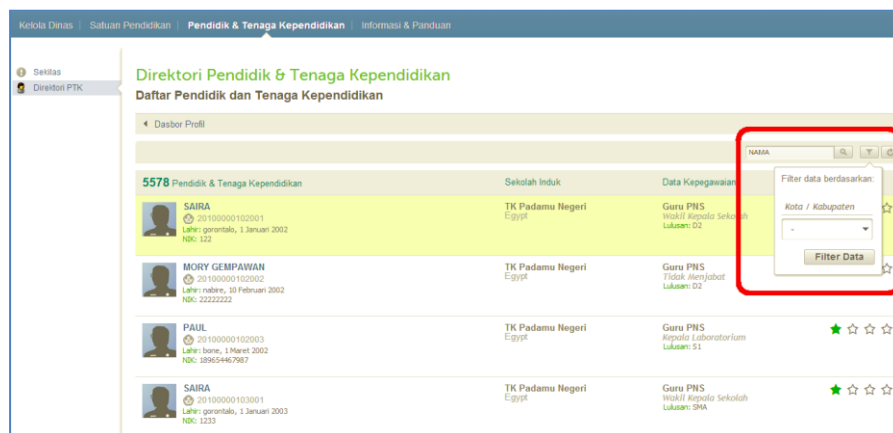 Kelola Dinas | Satuan Pendidikan | Pendidik & Tenaga Kependidikan | Informasi & Panduan
Sekilas
Direktori PTK
Direktori Pendidik & Tenaga Kependidikan
Daftar Pendidik dan Tenaga Kependidikan
Dasbor Profil
NAMA
5578 Pendidik & Tenaga Kependidikan Sekolah Induk Data Kepegawaian
Filter data berdasarkan:
Kota / Kabupaten
-
Filter Data
SAIRA TK Padamu Negeri Guru PNS
20100000102001 Egypt Wakil Kepala Sekolah
Lahir: gorontalo, 1 Januari 2002 Lulusan: D2
NIK: 122
MORY GEMPAWAN TK Padamu Negeri Guru PNS
20100000102002 Egypt Tidak Menjabat
Lahir: nabire, 10 Februari 2002 Lulusan: D2
NIK: 22222222
PAUL TK Padamu Negeri Guru PNS
20100000102003 Egypt Kepala Laboratorium
Lahir: bone, 1 Maret 2002 Lulusan: S1
NIK: 189654467987
SAIRA TK Padamu Negeri Guru PNS
20100000103001 Egypt Wakil Kepala Sekolah
Lahir: gorontalo, 1 Januari 2003 Lulusan: SMA
NIK: 1233